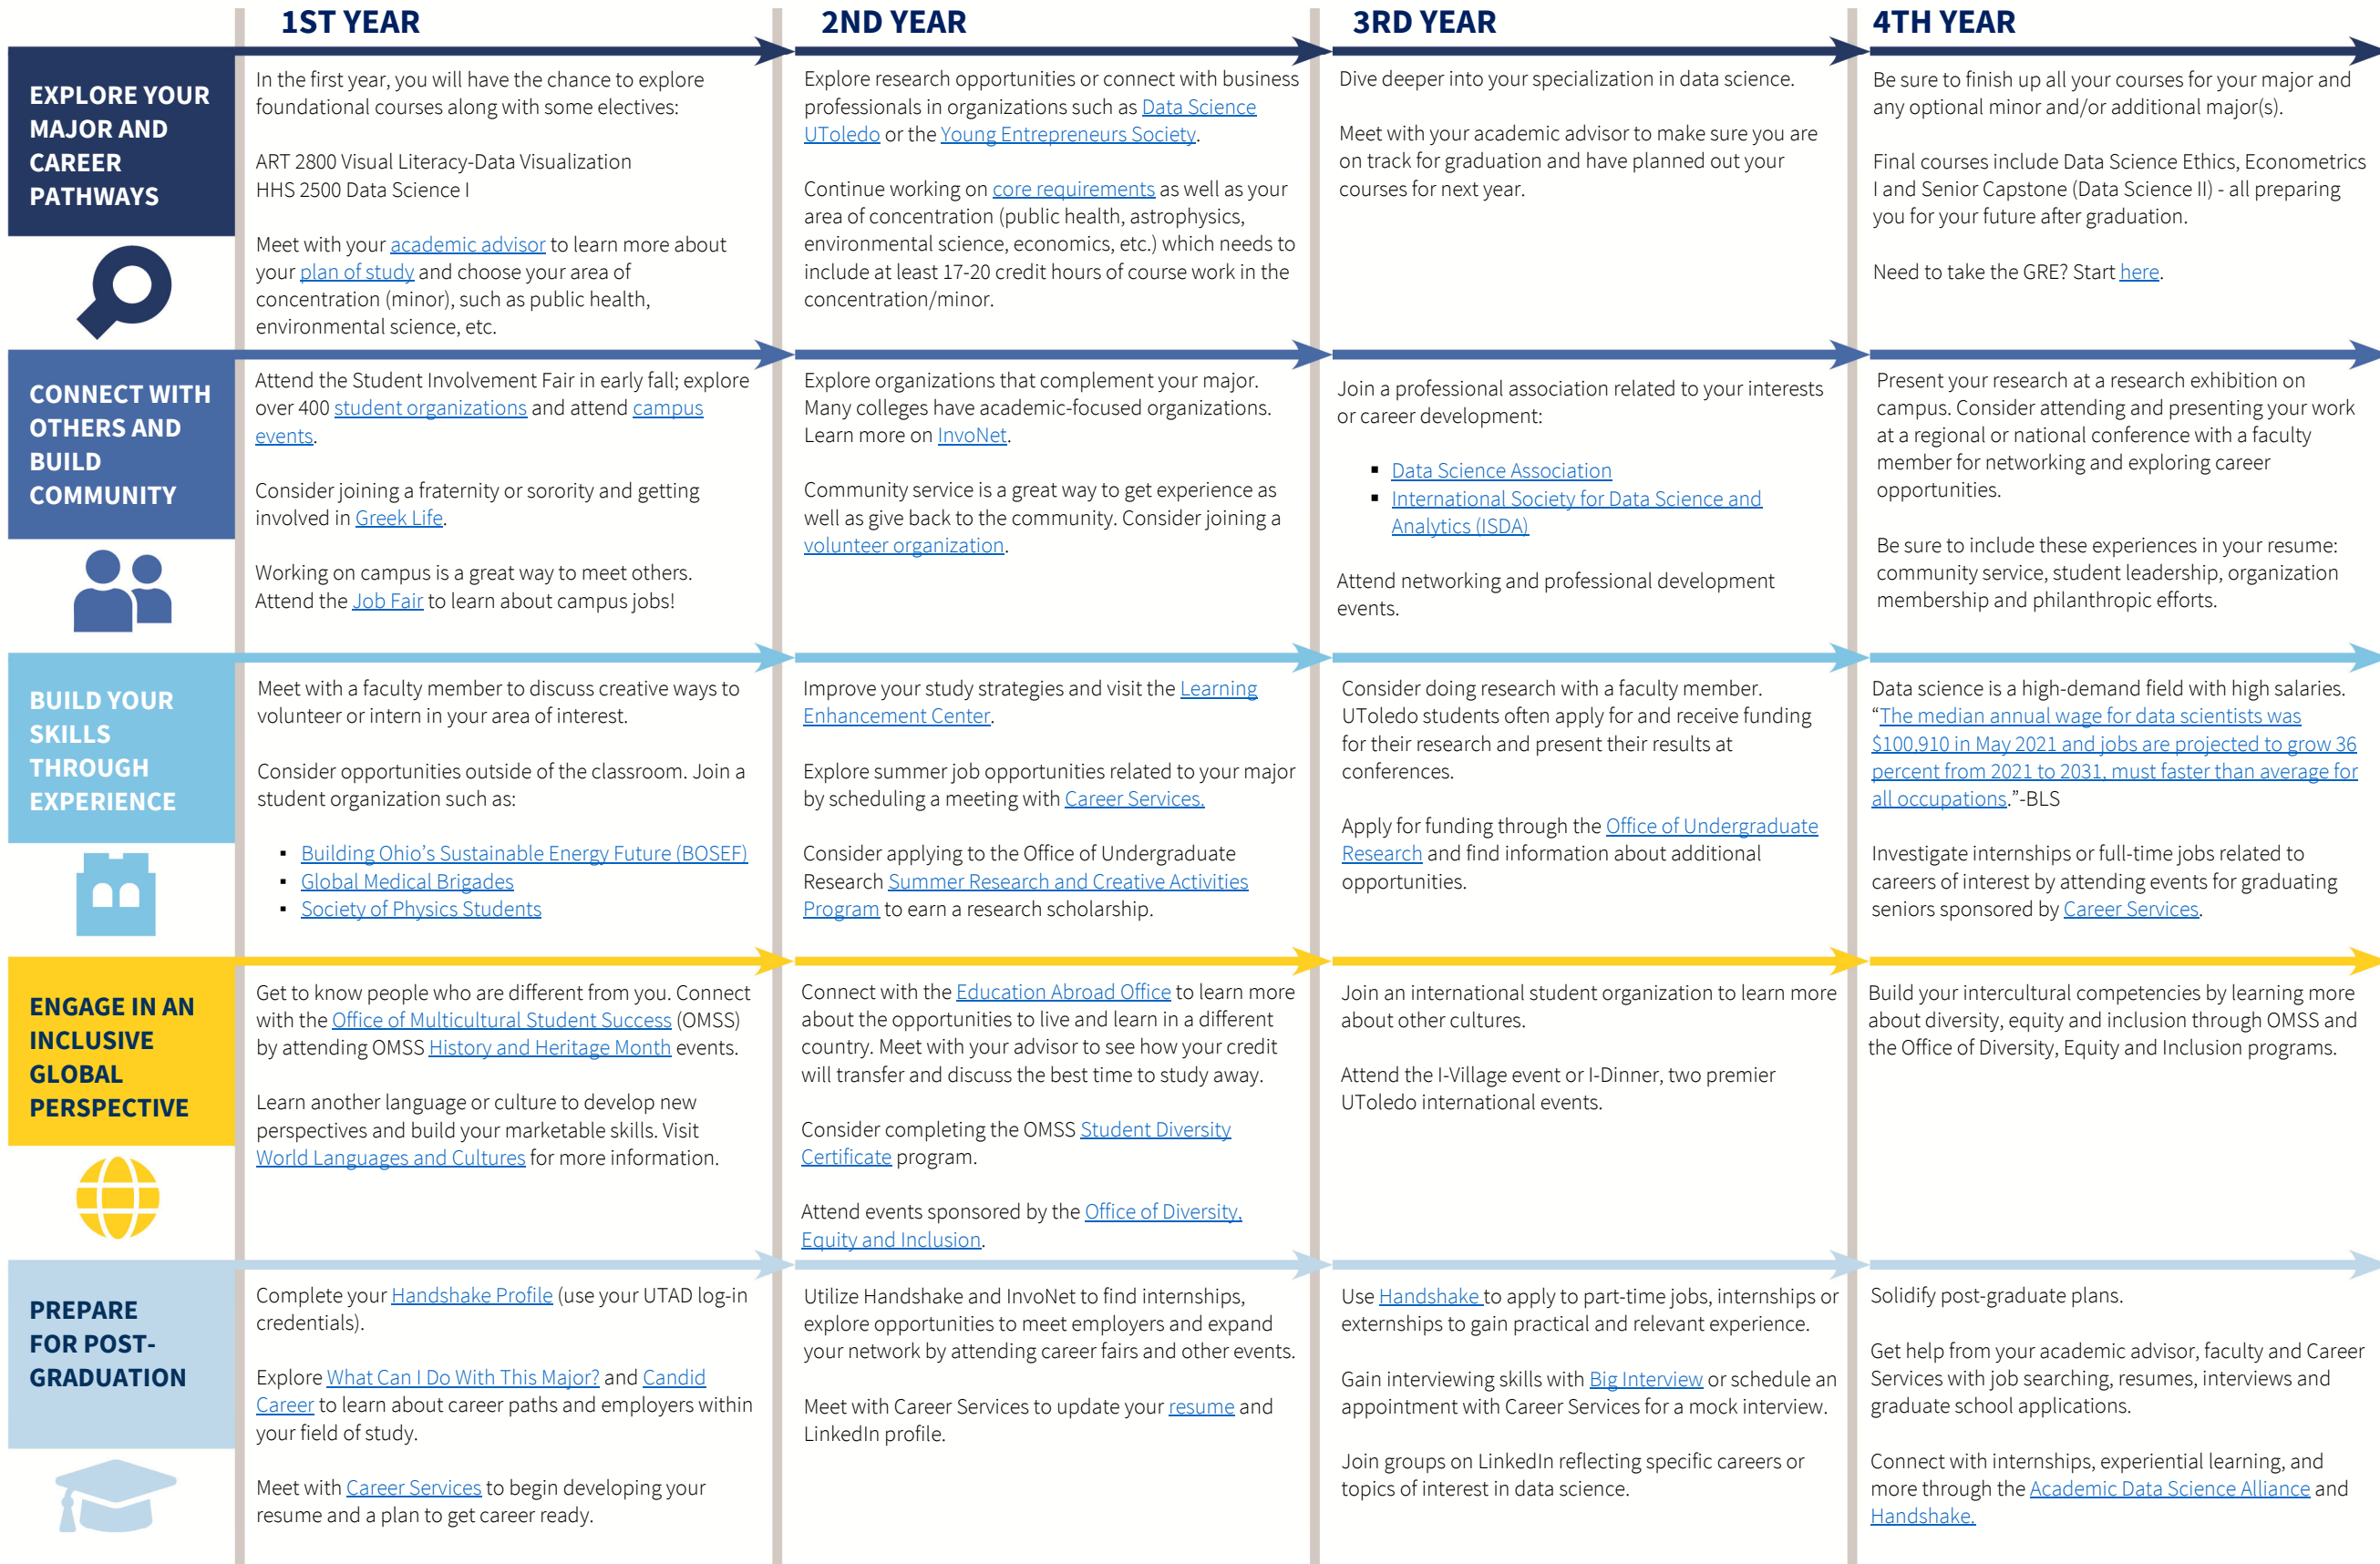 1ST YEAR
2ND YEAR
3RD YEAR
4TH YEAR
EXPLORE YOUR
MAJOR AND
CAREER
PATHWAYS
In the first year, you will have the chance to explore
foundational courses along with some electives:
ART 2800 Visual Literacy-Data Visualization
HHS 2500 Data Science I
Meet with your academic advisor to learn more about
your plan of study and choose your area of
concentration (minor), such as public health,
environmental science, etc.
Explore research opportunities or connect with business
professionals in organizations such as Data Science
UToledo or the Young Entrepreneurs Society.
Continue working on core requirements as well as your
area of concentration (public health, astrophysics,
environmental science, economics, etc.) which needs to
include at least 17-20 credit hours of course work in the
concentration/minor.
Dive deeper into your specialization in data science.
Meet with your academic advisor to make sure you are
on track for graduation and have planned out your
courses for next year.
Be sure to finish up all your courses for your major and
any optional minor and/or additional major(s).
Final courses include Data Science Ethics, Econometrics
I and Senior Capstone (Data Science II) - all preparing
you for your future after graduation.
Need to take the GRE? Start here.
CONNECT WITH
OTHERS AND
BUILD
COMMUNITY
Attend the Student Involvement Fair in early fall; explore
over 400 student organizations and attend campus
events.
Consider joining a fraternity or sorority and getting
involved in Greek Life.
Working on campus is a great way to meet others.
Attend the Job Fair to learn about campus jobs!
Explore organizations that complement your major.
Many colleges have academic-focused organizations.
Learn more on InvoNet.
Community service is a great way to get experience as
well as give back to the community. Consider joining a
volunteer organization.
Join a professional association related to your interests
or career development:
▪ Data Science Association
▪ International Society for Data Science and
Analytics (ISDA)
Attend networking and professional development
events.
Present your research at a research exhibition on
campus. Consider attending and presenting your work
at a regional or national conference with a faculty
member for networking and exploring career
opportunities.
Be sure to include these experiences in your resume:
community service, student leadership, organization
membership and philanthropic efforts.
BUILD YOUR
SKILLS
THROUGH
EXPERIENCE
Meet with a faculty member to discuss creative ways to
volunteer or intern in your area of interest.
Consider opportunities outside of the classroom. Join a
student organization such as:
▪ Building Ohio's Sustainable Energy Future (BOSEF)
▪ Global Medical Brigades
▪ Society of Physics Students
Improve your study strategies and visit the Learning
Enhancement Center.
Explore summer job opportunities related to your major
by scheduling a meeting with Career Services.
Consider applying to the Office of Undergraduate
Research Summer Research and Creative Activities
Program to earn a research scholarship.
Consider doing research with a faculty member.
UToledo students often apply for and receive funding
for their research and present their results at
conferences.
Apply for funding through the Office of Undergraduate
Research and find information about additional
opportunities.
Data science is a high-demand field with high salaries.
“The median annual wage for data scientists was
$100,910 in May 2021 and jobs are projected to grow 36
percent from 2021 to 2031, must faster than average for
all occupations.”-BLS
Investigate internships or full-time jobs related to
careers of interest by attending events for graduating
seniors sponsored by Career Services.
ENGAGE IN AN
INCLUSIVE
GLOBAL
PERSPECTIVE
Get to know people who are different from you. Connect
with the Office of Multicultural Student Success (OMSS)
by attending OMSS History and Heritage Month events.
Learn another language or culture to develop new
perspectives and build your marketable skills. Visit
World Languages and Cultures for more information.
Connect with the Education Abroad Office to learn more
about the opportunities to live and learn in a different
country. Meet with your advisor to see how your credit
will transfer and discuss the best time to study away.
Consider completing the OMSS Student Diversity
Certificate program.
Attend events sponsored by the Office of Diversity,
Equity and Inclusion.
Join an international student organization to learn more
about other cultures.
Attend the I-Village event or I-Dinner, two premier
UToledo international events.
Build your intercultural competencies by learning more
about diversity, equity and inclusion through OMSS and
the Office of Diversity, Equity and Inclusion programs.
PREPARE
FOR POST-
GRADUATION
Complete your Handshake Profile (use your UTAD log-in
credentials).
Explore What Can I Do With This Major? and Candid
Career to learn about career paths and employers within
your field of study.
Meet with Career Services to begin developing your
resume and a plan to get career ready.
Utilize Handshake and InvoNet to find internships,
explore opportunities to meet employers and expand
your network by attending career fairs and other events.
Meet with Career Services to update your resume and
LinkedIn profile.
Use Handshake to apply to part-time jobs, internships or
externships to gain practical and relevant experience.
Gain interviewing skills with Big Interview or schedule an
appointment with Career Services for a mock interview.
Join groups on LinkedIn reflecting specific careers or
topics of interest in data science.
Solidify post-graduate plans.
Get help from your academic advisor, faculty and Career
Services with job searching, resumes, interviews and
graduate school applications.
Connect with internships, experiential learning, and
more through the Academic Data Science Alliance and
Handshake.